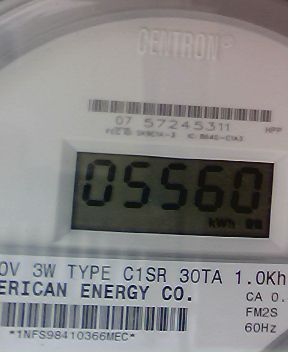 CENTRON®
07 57245311 HPP
05560
kWh
0V 3W TYPE C1SR 30TA 1.0Kh
ERICAN ENERGY CO. CA 0.
FM2S
*1NFS98410366MEC* 60Hz